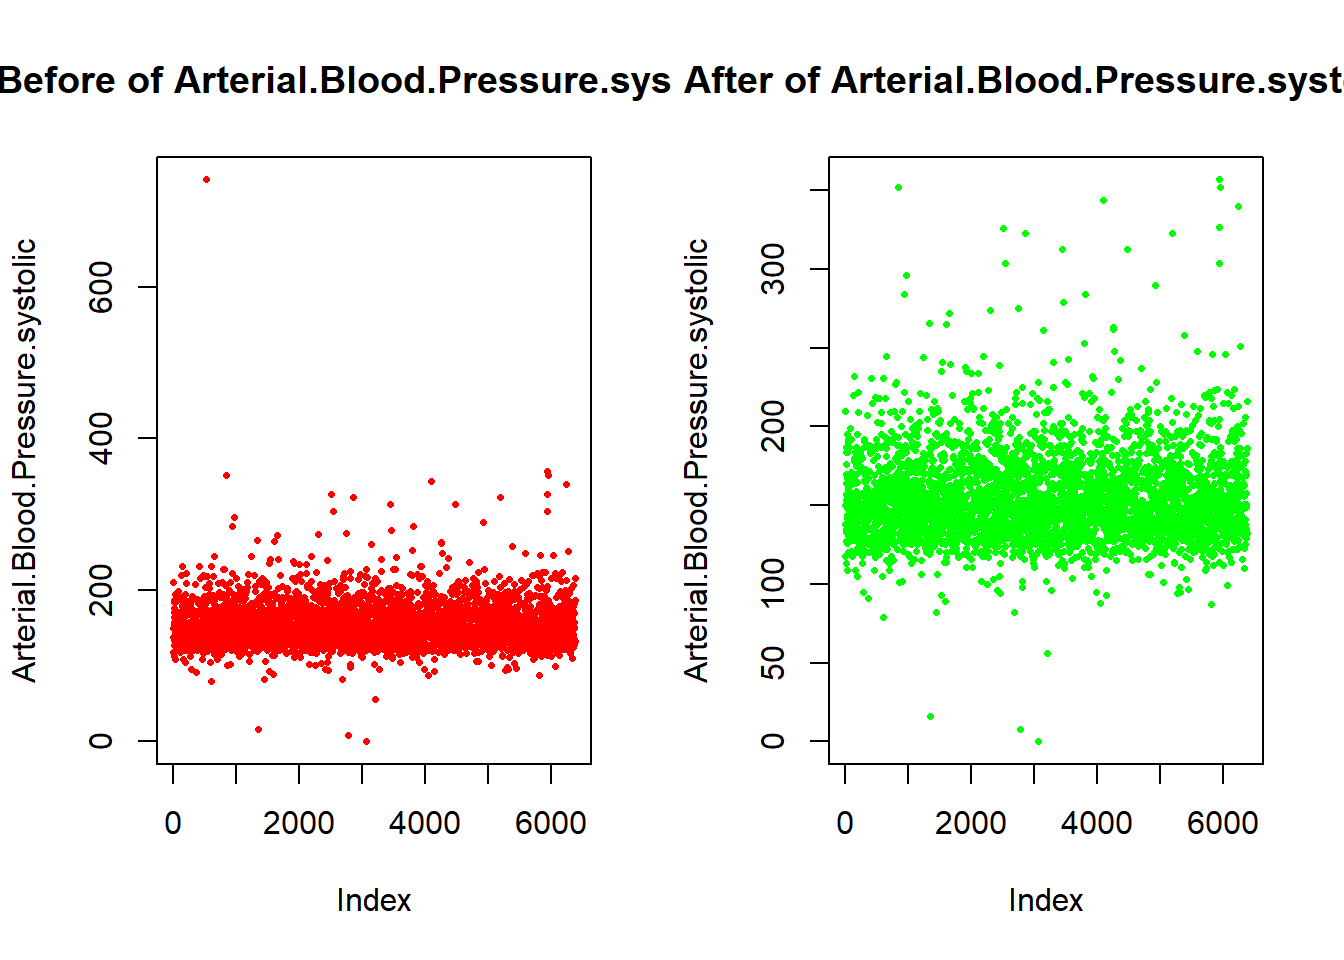 Before of Arterial.Blood.Pressure.sys
After of Arterial.Blood.Pressure.syst
Arterial.Blood.Pressure.systolic
600
400
200
0
0 2000 4000 6000
Index
Arterial.Blood.Pressure.systolic
300
200
100
50
0
0 2000 4000 6000
Index